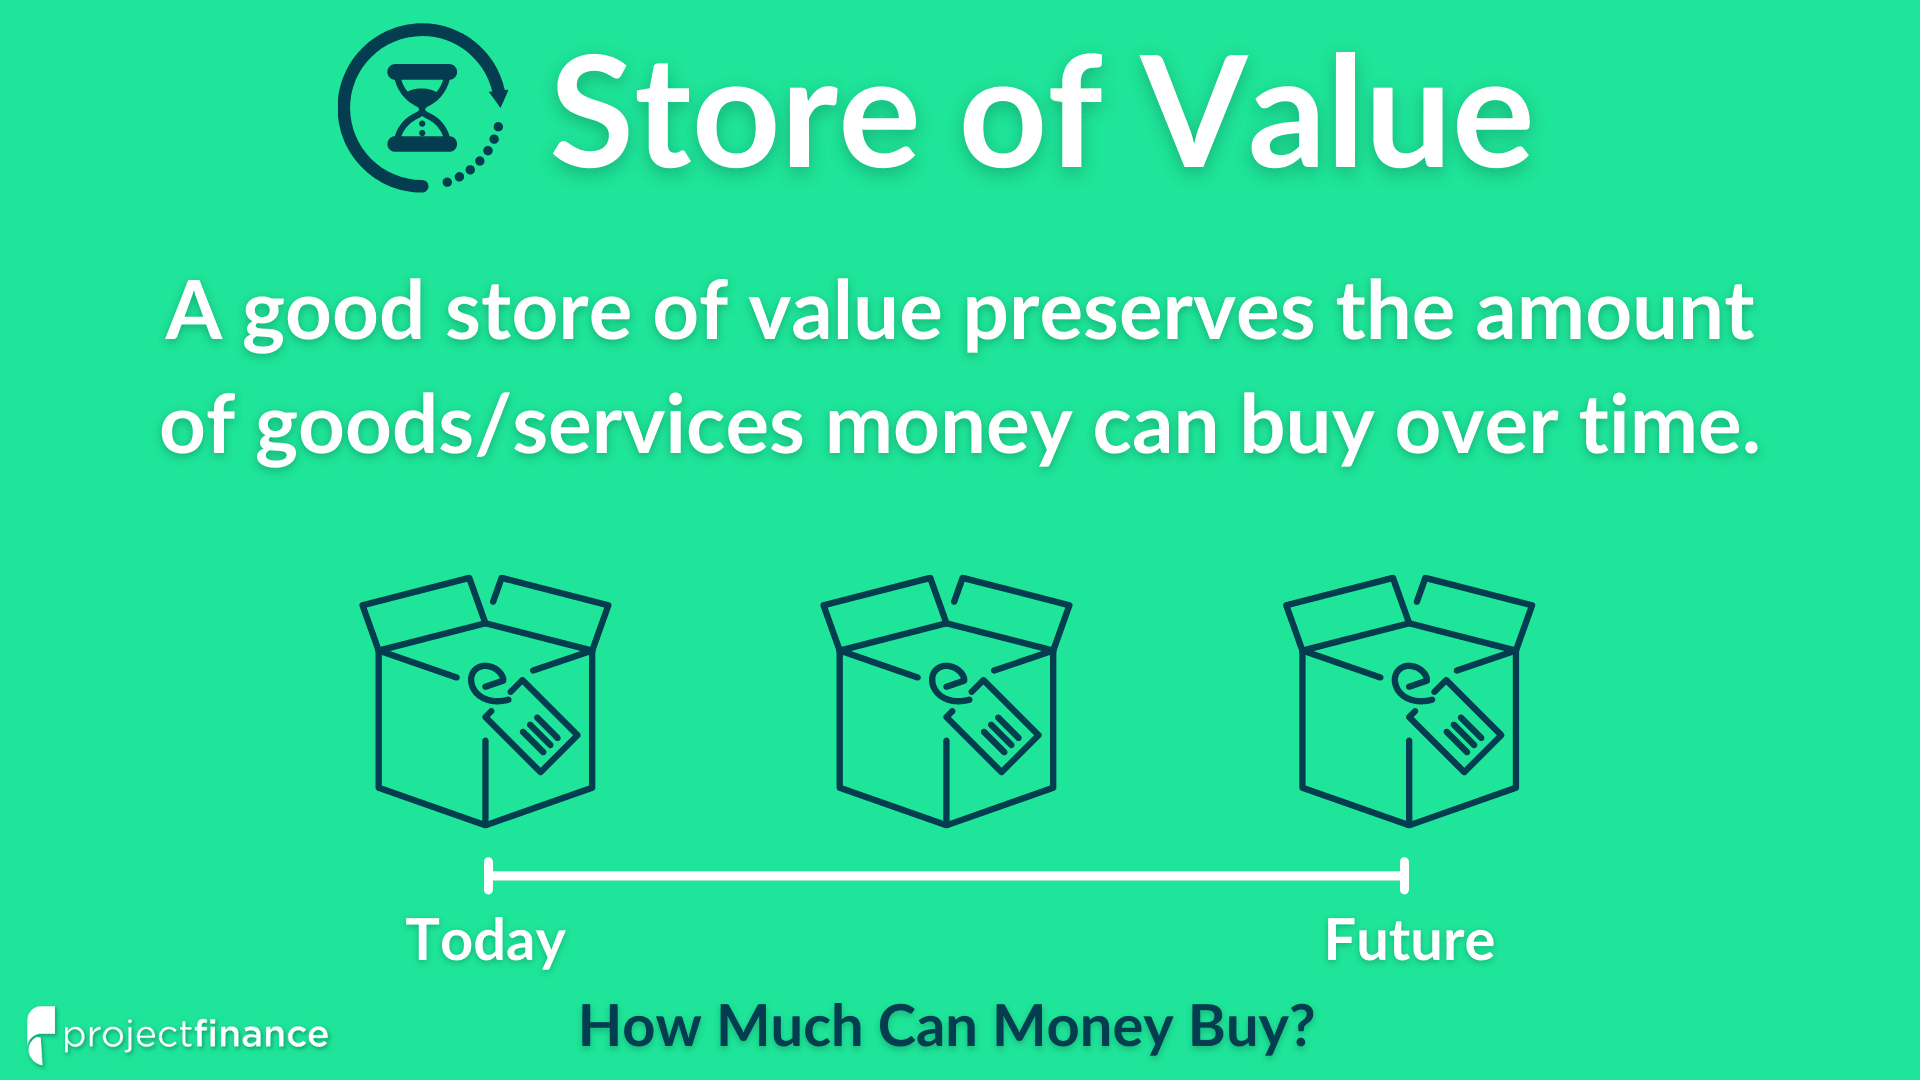 Store of Value
A good store of value preserves the amount
of goods/services money can buy over time.
Today
Future
How Much Can Money Buy?
projectfinance